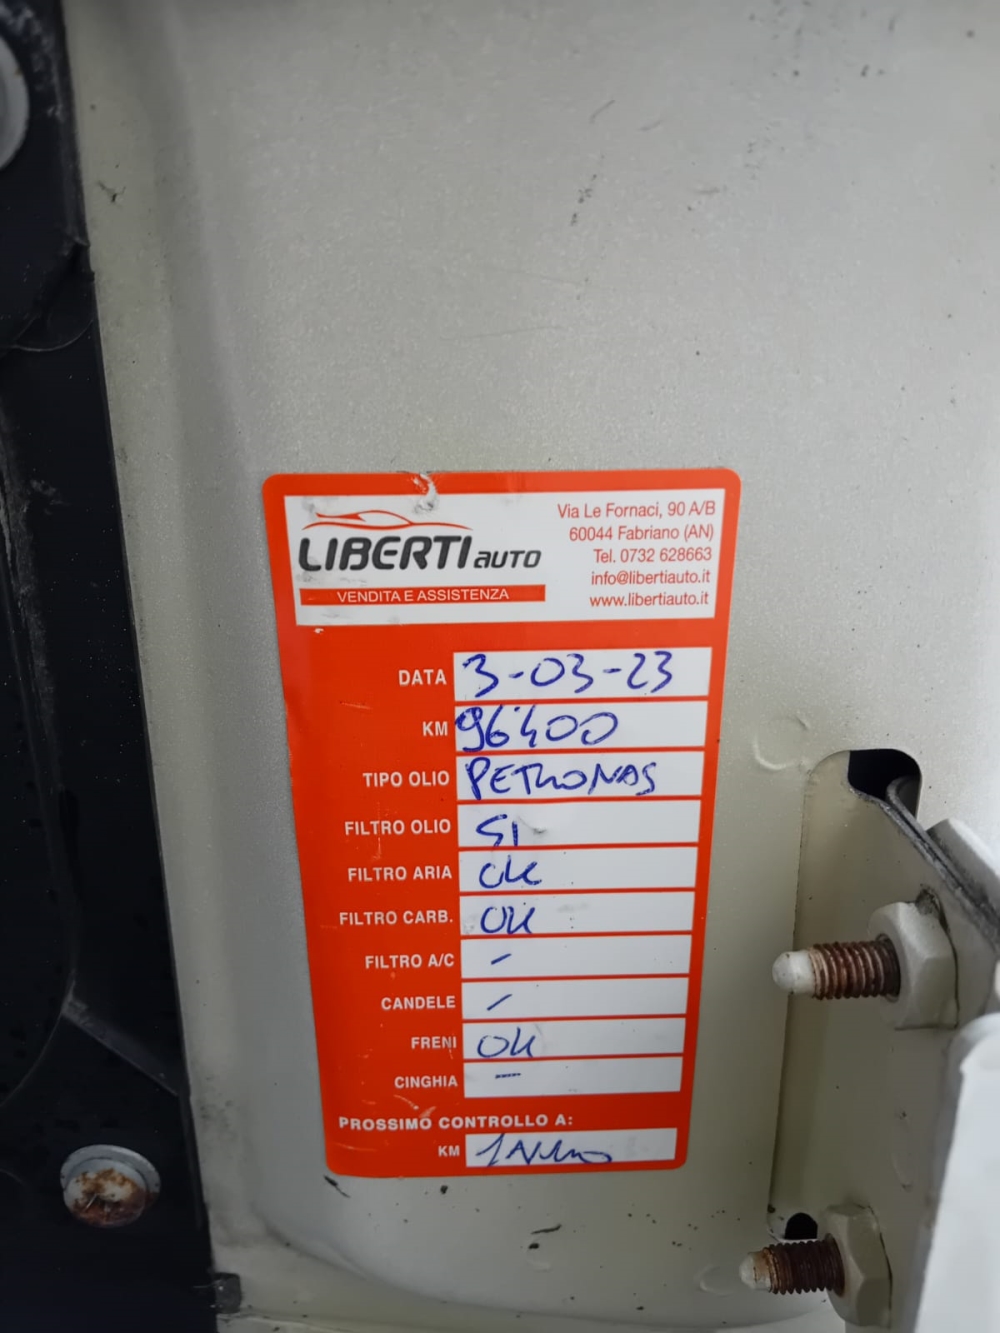 LIBERTI AUTO
VENDITA E ASSISTENZA
Via Le Fornaci, 90 A/B
60044 Fabriano (AN)
Tel. 0732 628663
info@libertiauto.it
www.libertiauto.it
DATA 3-03-23
KM 96400
TIPO OLIO PETRONAS
FILTRO OLIO SI
FILTRO ARIA OK
FILTRO CARB. OK
FILTRO A/C -
CANDELE -
FRENI OK
CINGHIA -
PROSSIMO CONTROLLO A:
KM 1